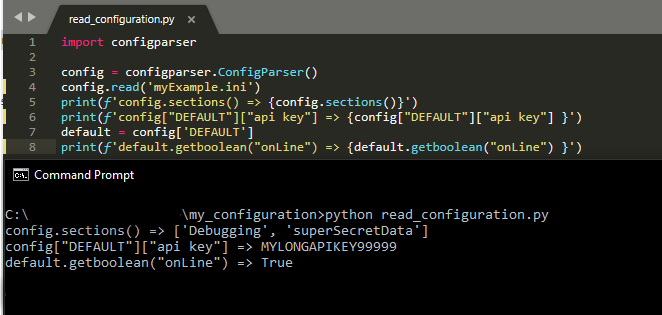 read_configuration.py ×
1 import configparser
2
3 config = configparser.ConfigParser()
4 config.read('myExample.ini')
5 print(f'config.sections() => {config.sections()}')
6 print(f'config["DEFAULT"]["api key"] => {config["DEFAULT"]["api key"] }')
7 default = config['DEFAULT']
8 print(f'default.getboolean("onLine") => {default.getboolean("onLine") }')
C:\. Command Prompt
C:\ \my_configuration>python read_configuration.py
config.sections() => ['Debugging', 'superSecretData']
config["DEFAULT"]["api key"] => MYLONGAPIKEY99999
default.getboolean("onLine") => True